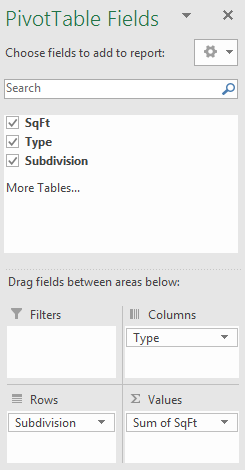 PivotTable Fields
Choose fields to add to report:
Search
SqFt
Type
Subdivision
More Tables...
Drag fields between areas below:
Filters
Columns
Type
Rows
Values
Subdivision
Sum of SqFt